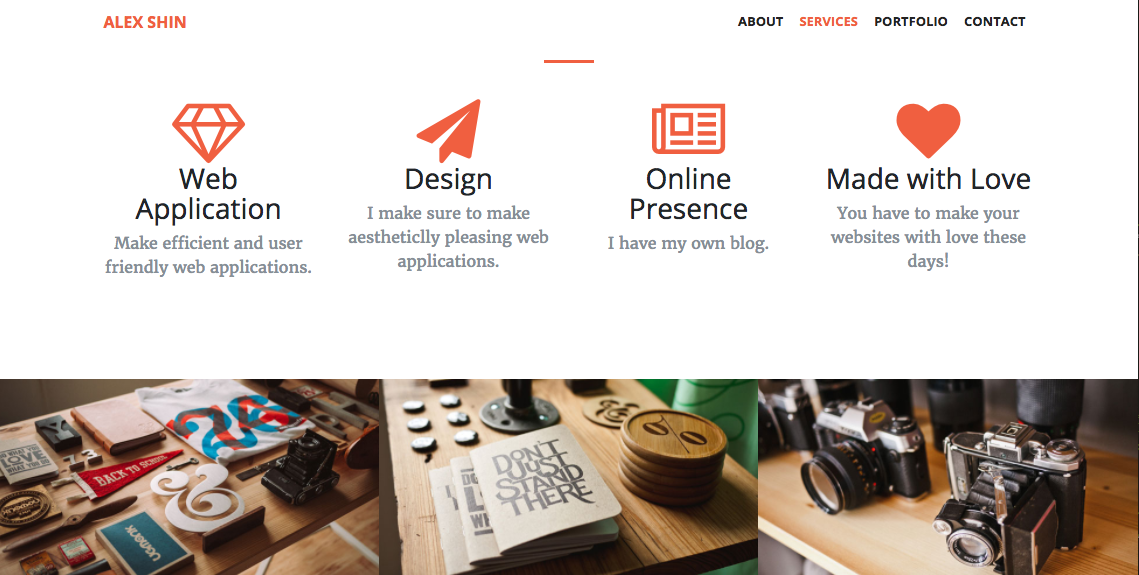 ALEX SHIN
ABOUT SERVICES PORTFOLIO CONTACT
Web
Application
Make efficient and user
friendly web applications.
Design
I make sure to make
aestheticlly pleasing web
applications.
Online
Presence
I have my own blog.
Made with Love
You have to make your
websites with love these
days!
BACK TO SCHOOL
&
DON'T
JUST
STAND
THERE